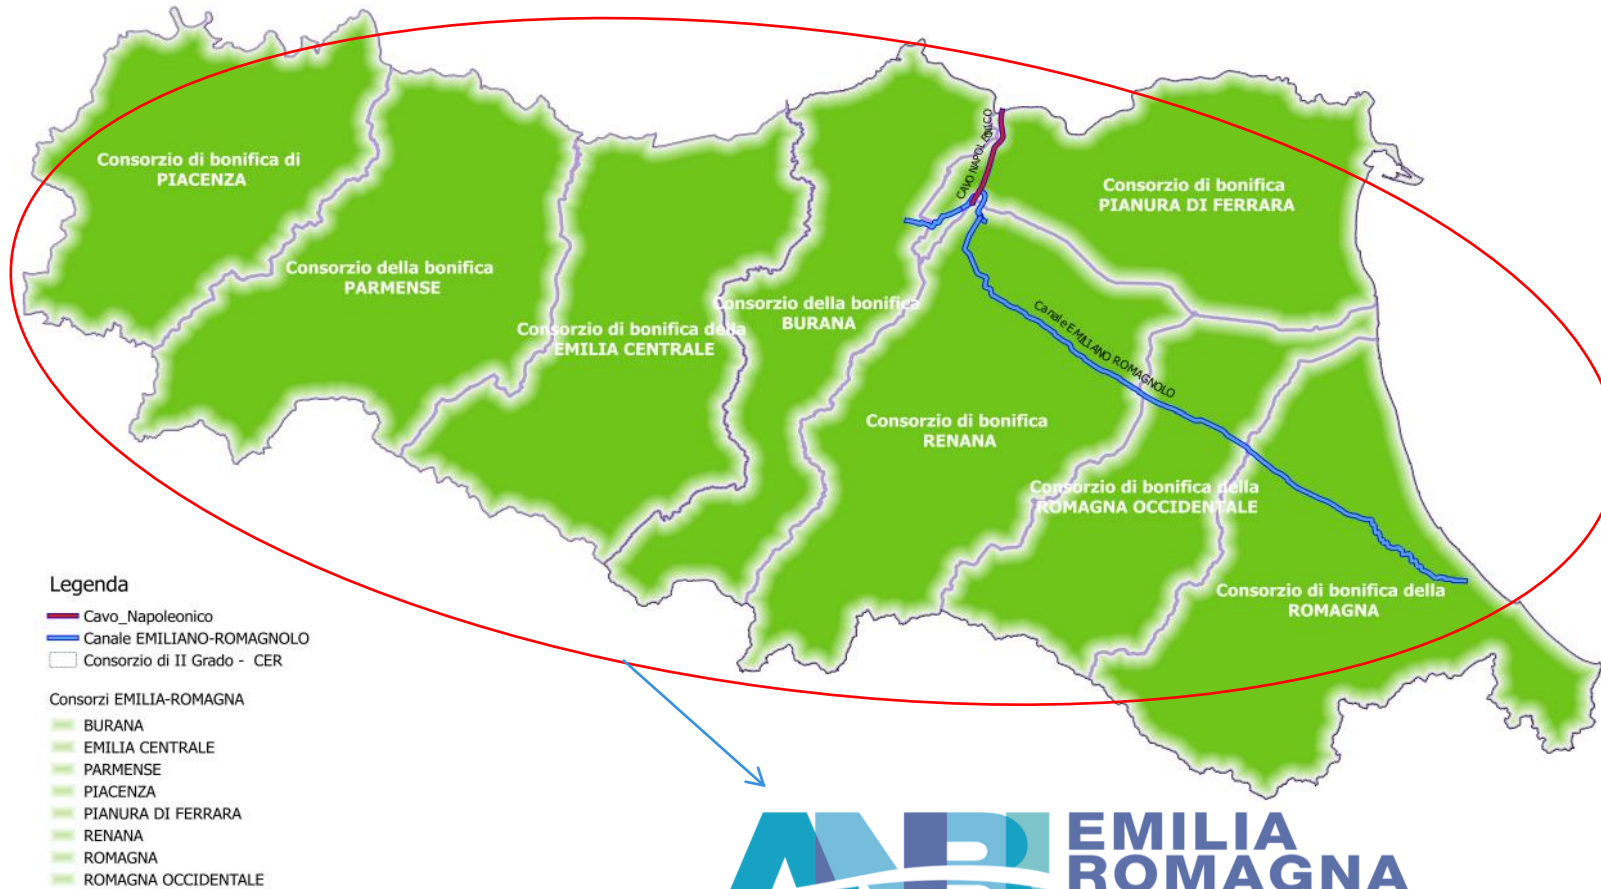 Consorzio di bonifica di
PIACENZA
Consorzio della bonifica
PARMENSE
Consorzio di bonifica della
EMILIA CENTRALE
Consorzio della bonifica
BURANA
CAVO NAPOLEONICO
Consorzio di bonifica
PIANURA DI FERRARA
Canale EMILIANO ROMAGNOLO
Consorzio di bonifica
RENANA
Consorzio di bonifica della
ROMAGNA OCCIDENTALE
Consorzio di bonifica della
ROMAGNA
Legenda
Cavo_Napoleonico
Canale EMILIANO-ROMAGNOLO
Consorzio di II Grado - CER
Consorzi EMILIA-ROMAGNA
BURANA
EMILIA CENTRALE
PARMENSE
PIACENZA
PIANURA DI FERRARA
RENANA
ROMAGNA
ROMAGNA OCCIDENTALE
ANBI
EMILIA
ROMAGNA